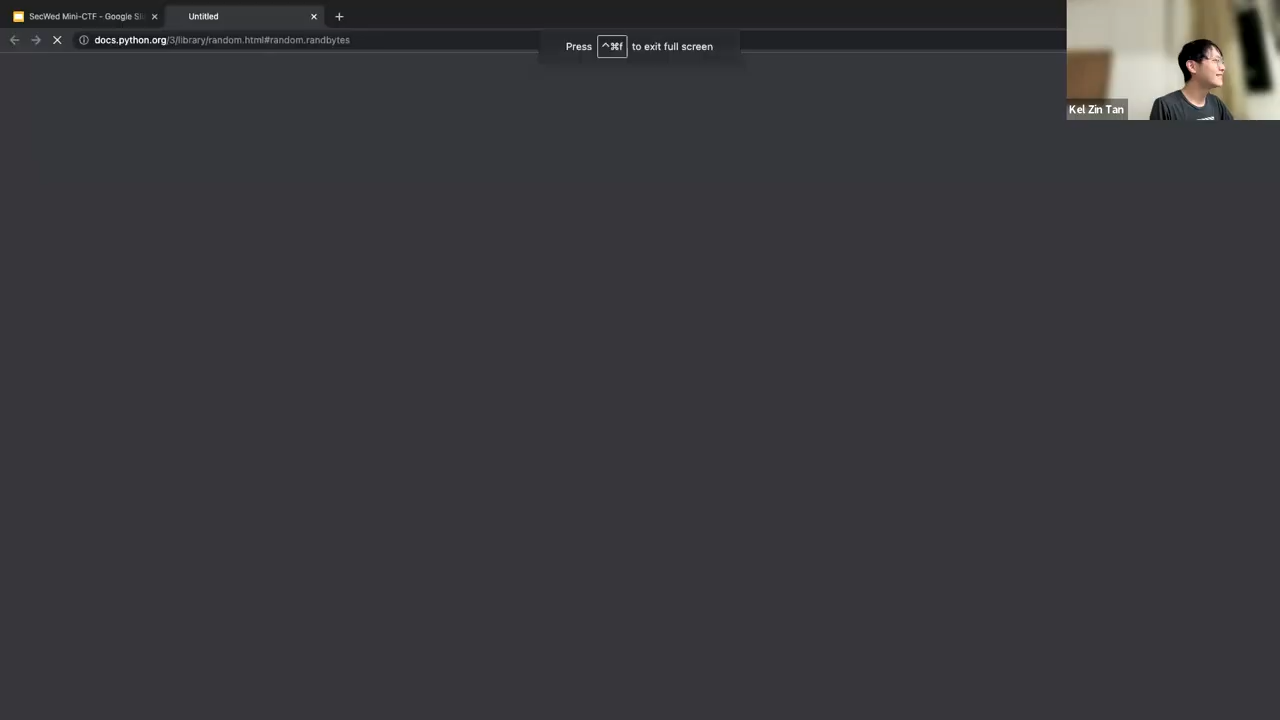 SecWed Mini-CTF - Google Sli
Untitled
docs.python.org/3/library/random.html#random.randbytes
Press ^⌘f to exit full screen
Kel Zin Tan